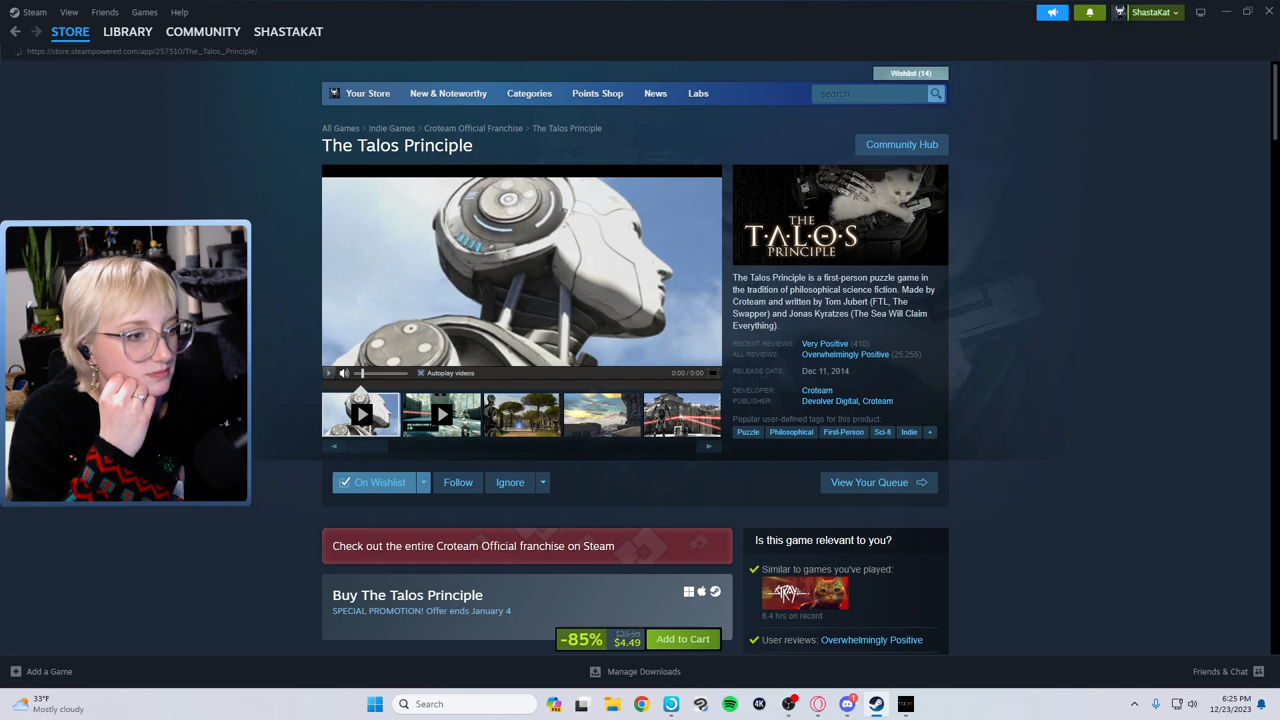 Steam View Friends Games Help
ShastaKat
STORE LIBRARY COMMUNITY SHASTAKAT
https://store.steampowered.com/app/257510/The_Talos_Principle/
Wishlist (14)
Your Store New & Noteworthy Categories Points Shop News Labs search
All Games > Indie Games > Croteam Official Franchise > The Talos Principle
The Talos Principle
Community Hub
THE
TALOS
PRINCIPLE
The Talos Principle is a first-person puzzle game in
the tradition of philosophical science fiction. Made by
Croteam and written by Tom Jubert (FTL, The
Swapper) and Jonas Kyratzes (The Sea Will Claim
Everything).
RECENT REVIEWS: Very Positive (410)
ALL REVIEWS: Overwhelmingly Positive (25,255)
RELEASE DATE: Dec 11, 2014
DEVELOPER: Croteam
PUBLISHER: Devolver Digital, Croteam
Popular user-defined tags for this product:
Puzzle Philosophical First-Person Sci-fi Indie +
Autoplay videos 0:00 / 0:00
On Wishlist Follow Ignore View Your Queue
Check out the entire Croteam Official franchise on Steam
Is this game relevant to you?
Similar to games you've played:
STRAY
6.4 hrs on record
User reviews: Overwhelmingly Positive
Buy The Talos Principle
SPECIAL PROMOTION! Offer ends January 4
-85% $29.99 $4.49 Add to Cart
Add a Game Manage Downloads Friends & Chat
33°F
Mostly cloudy
Search
4K
1
6:25 PM
12/23/2023